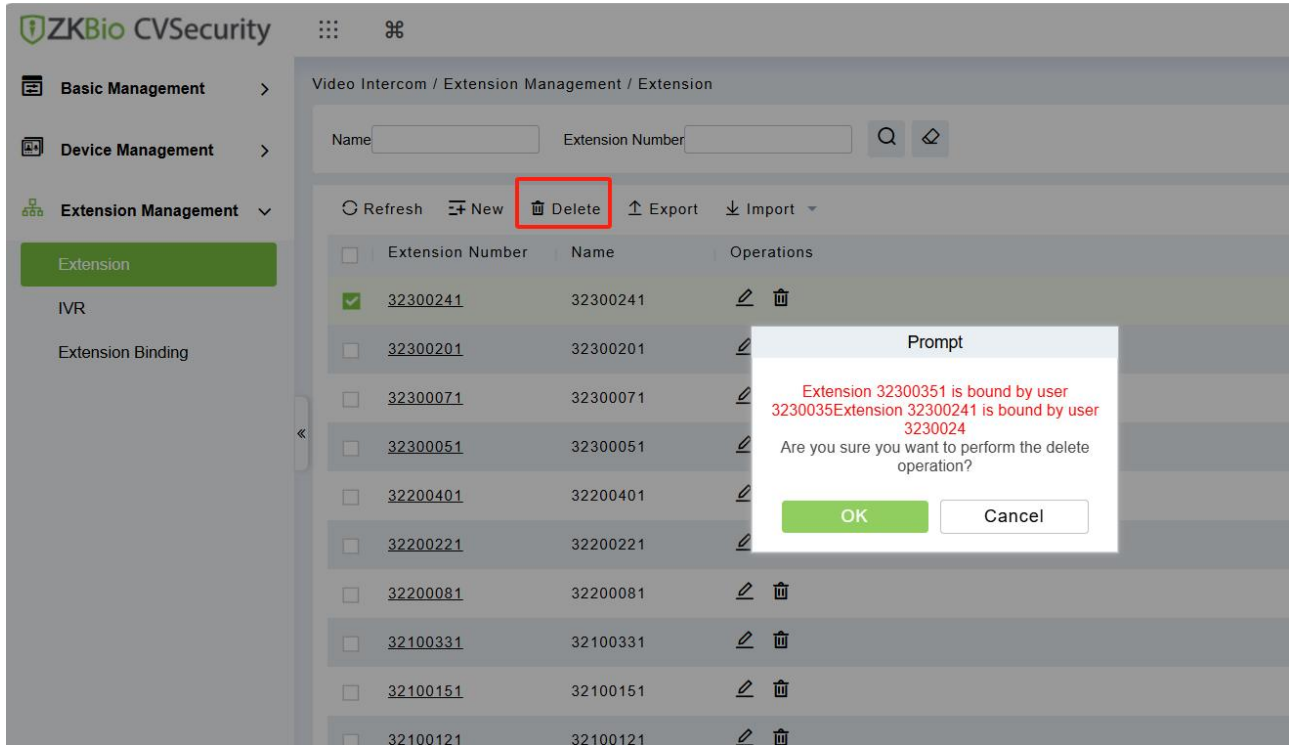 ZKBio CVSecurity
Basic Management
Device Management
Extension Management
Extension
IVR
Extension Binding
Video Intercom / Extension Management / Extension
Name Extension Number
Refresh New Delete Export Import
Extension Number Name Operations
32300241 32300241
32300201 32300201
32300071 32300071
32300051 32300051
32200401 32200401
32200221 32200221
32200081 32200081
32100331 32100331
32100151 32100151
32100121 32100121
Prompt
Extension 32300351 is bound by user
3230035Extension 32300241 is bound by user
3230024
Are you sure you want to perform the delete
operation?
OK Cancel